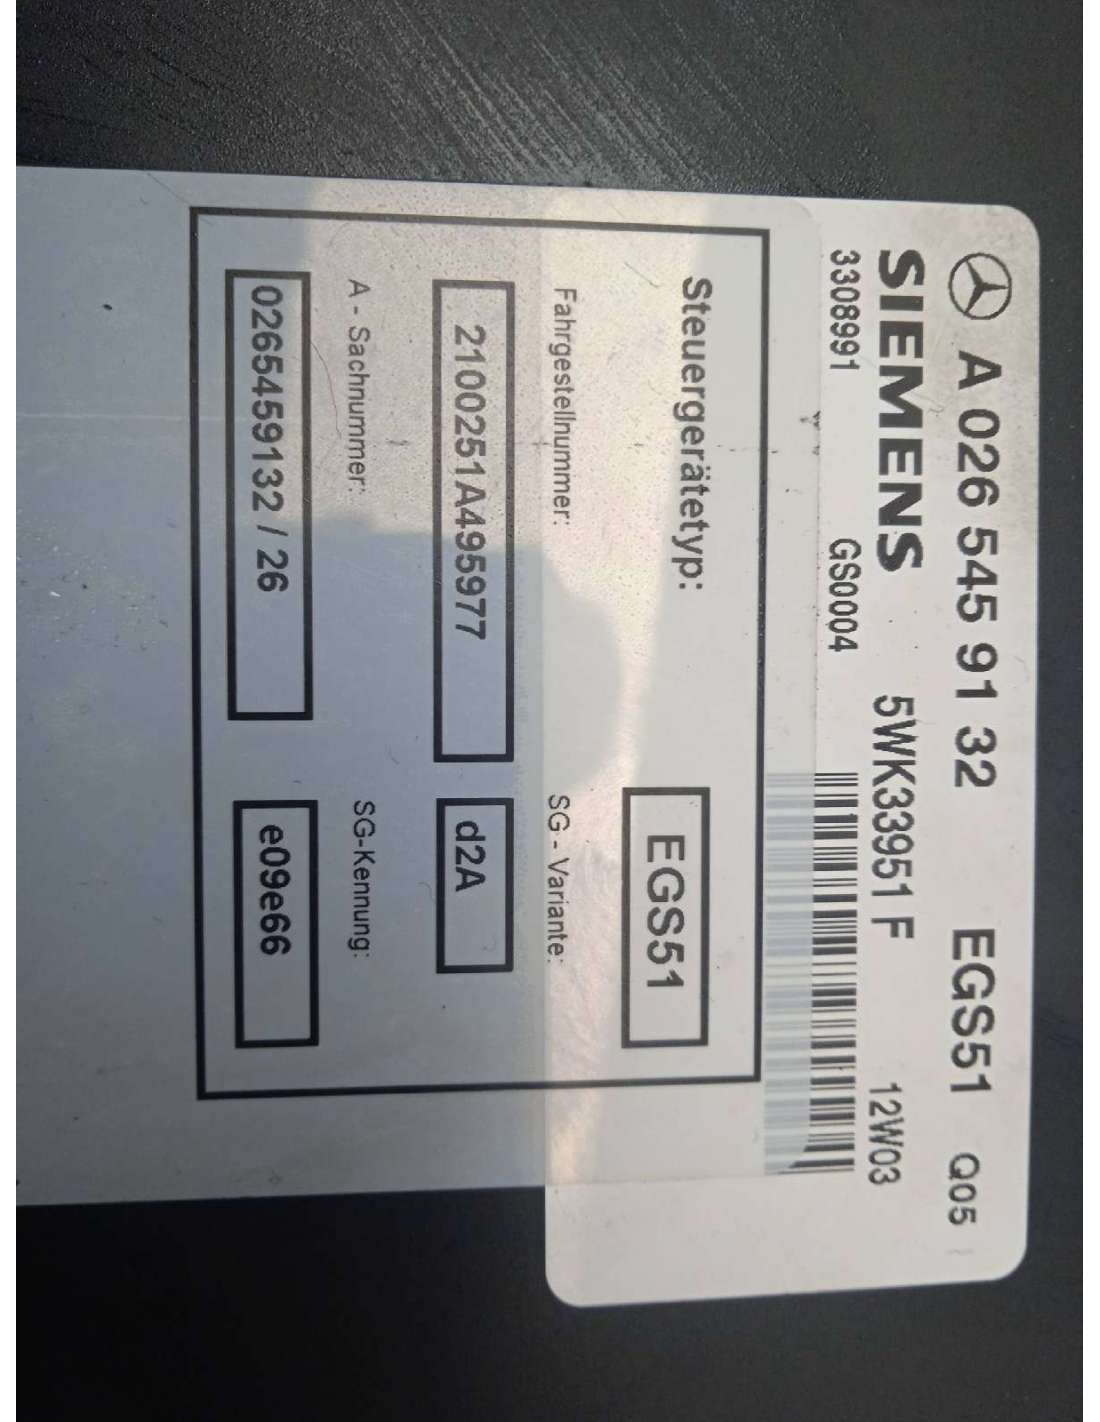 A 026 545 91 32 EGS51 Q05
SIEMENS 5WK33951 F 12W03
3308991 GS0004
Steuergerätetyp: EGS51
Fahrgestellnummer: SG - Variante:
2100251A495977 d2A
A - Sachnummer: SG-Kennung:
0265459132 / 26 e09e66